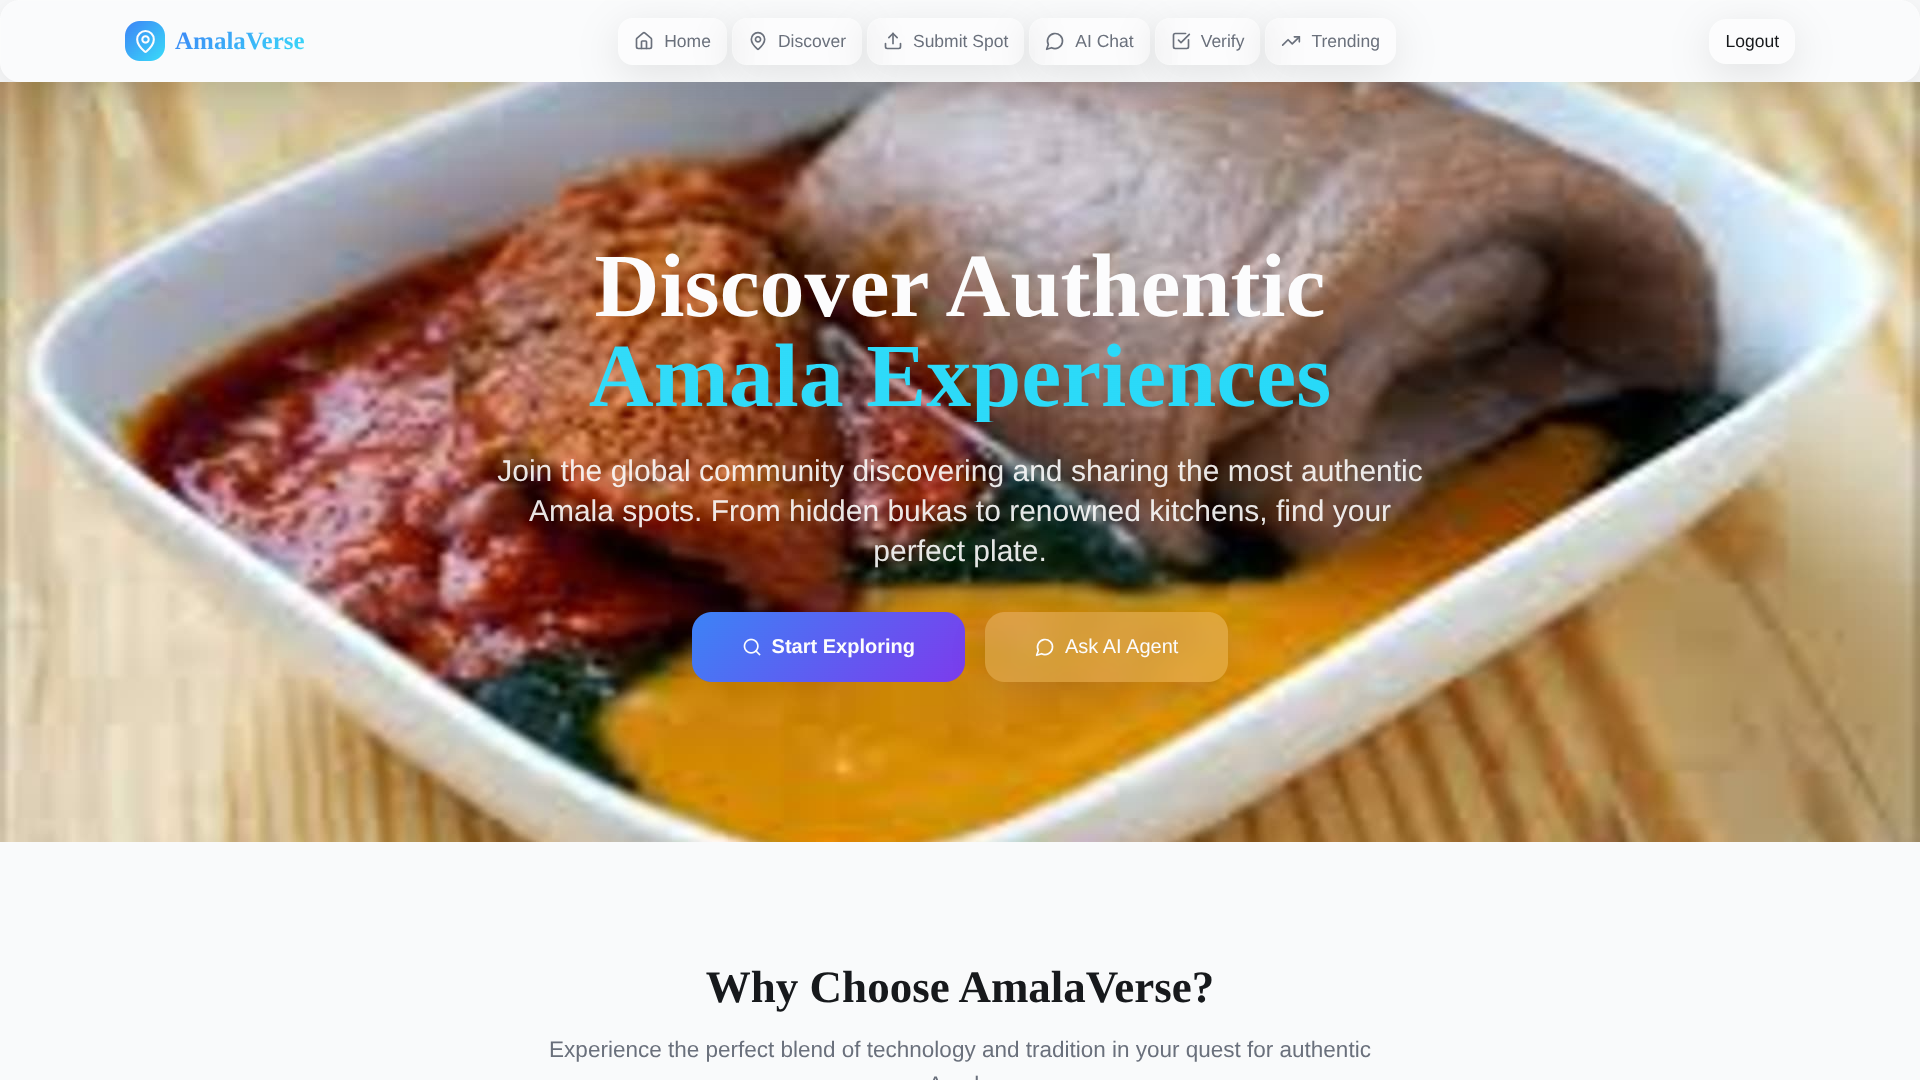 AmalaVerse
Home
Discover
Submit Spot
AI Chat
Verify
Trending
Logout
Discover Authentic
Amala Experiences
Join the global community discovering and sharing the most authentic
Amala spots. From hidden bukas to renowned kitchens, find your
perfect plate.
Start Exploring
Ask AI Agent
Why Choose AmalaVerse?
Experience the perfect blend of technology and tradition in your quest for authentic